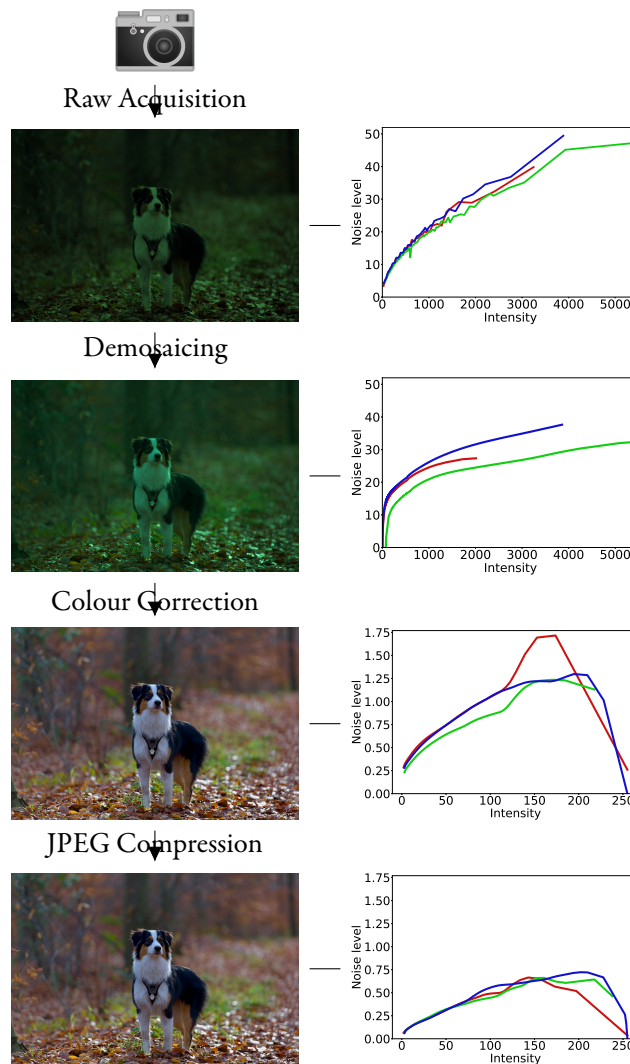 Raw Acquisition
50
40
30
20
10
0
Noise level
0 1000 2000 3000 4000 5000
Intensity
Demosaicing
50
40
30
20
10
0
Noise level
0 1000 2000 3000 4000 5000
Intensity
Colour Correction
1.75
1.50
1.25
1.00
0.75
0.50
0.25
0.00
Noise level
0 50 100 150 200 250
Intensity
JPEG Compression
1.75
1.50
1.25
1.00
0.75
0.50
0.25
0.00
Noise level
0 50 100 150 200 250
Intensity